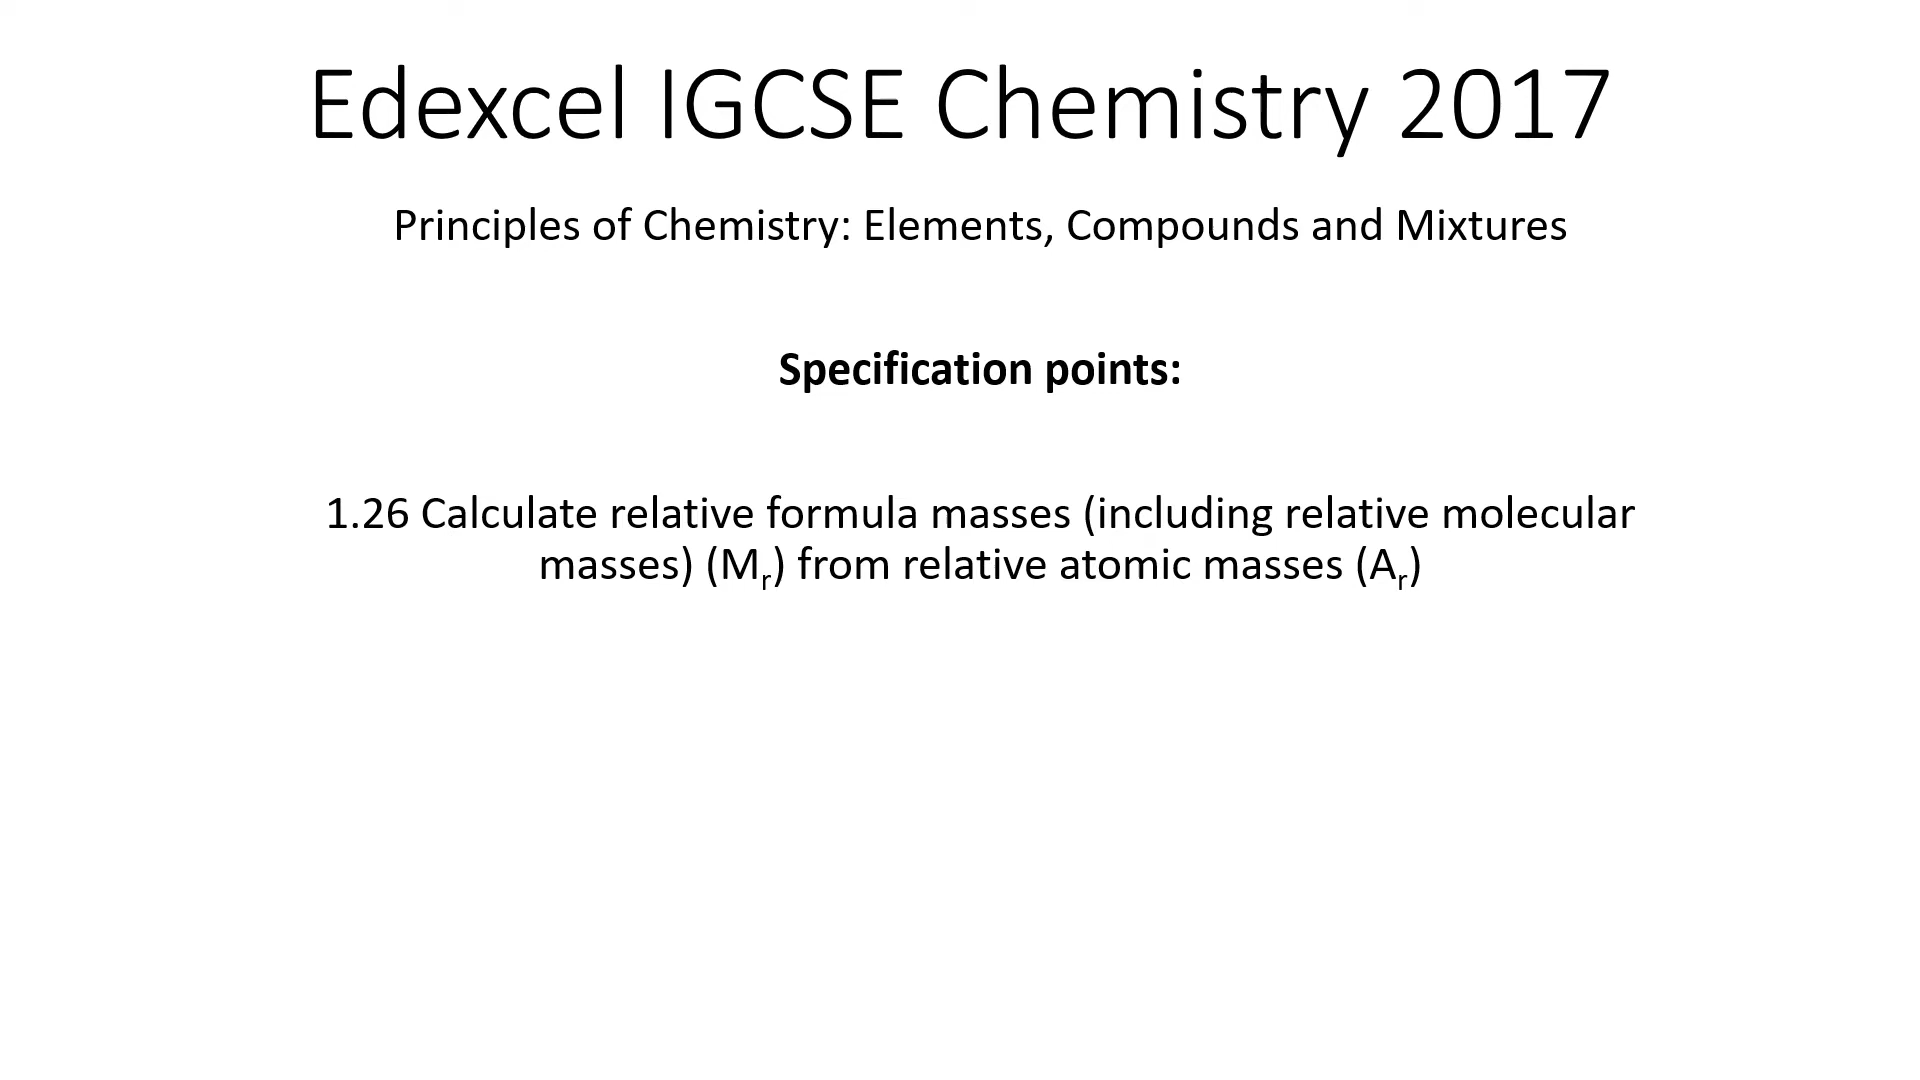 Edexcel IGCSE Chemistry 2017
Principles of Chemistry: Elements, Compounds and Mixtures
Specification points:
1.26 Calculate relative formula masses (including relative molecular
masses) (Mr) from relative atomic masses (Ar)